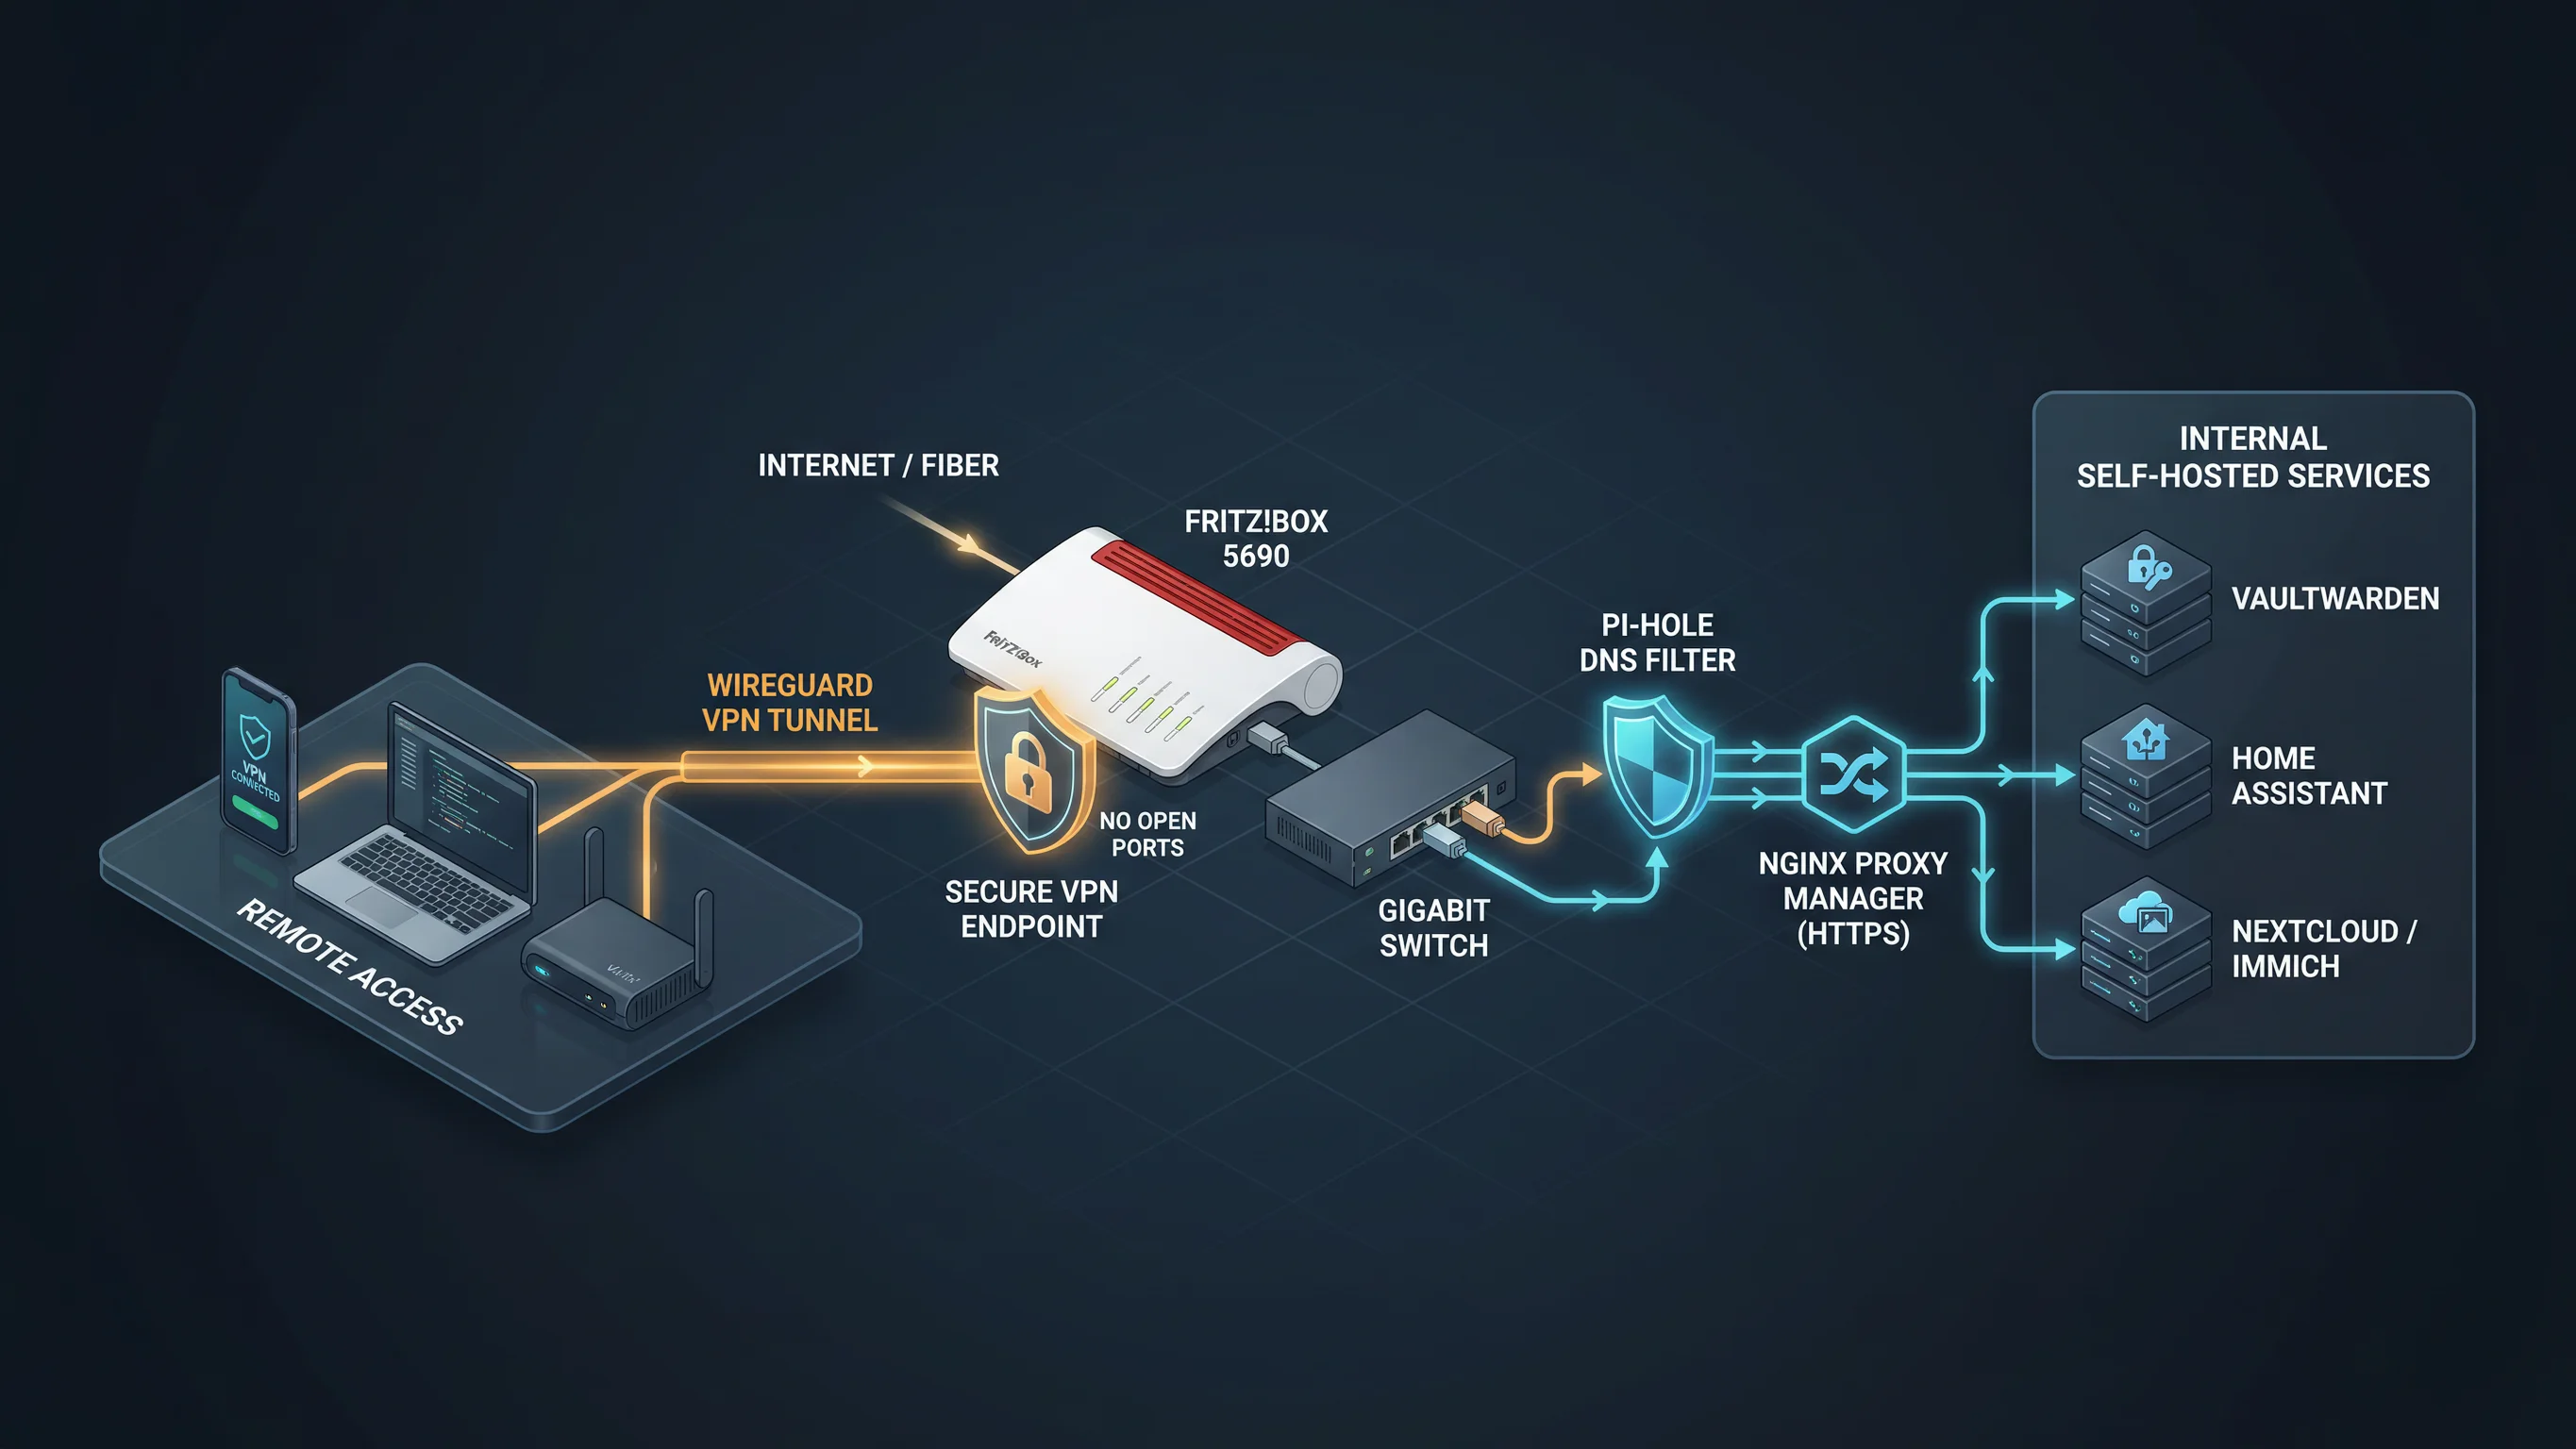 INTERNET / FIBER
FRITZ!BOX
5690
FRITZ!BOX
WIREGUARD
VPN TUNNEL
VPN
CONNECTED
REMOTE ACCESS
NO OPEN
PORTS
SECURE VPN
ENDPOINT
GIGABIT
SWITCH
PI-HOLE
DNS FILTER
NGINX PROXY
MANAGER
(HTTPS)
INTERNAL
SELF-HOSTED SERVICES
VAULTWARDEN
HOME
ASSISTANT
NEXTCLOUD /
IMMICH